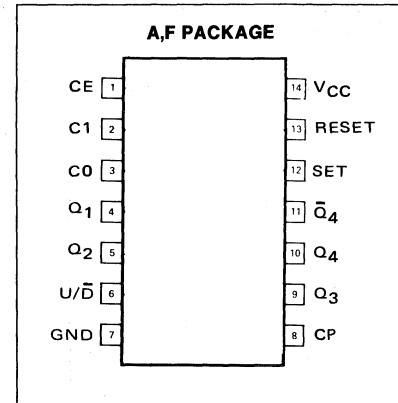 A,F PACKAGE
CE 1
C1 2
C0 3
Q1 4
Q2 5
U/D̅ 6
GND 7
14 VCC
13 RESET
12 SET
11 Q̅4
10 Q4
9 Q3
8 CP